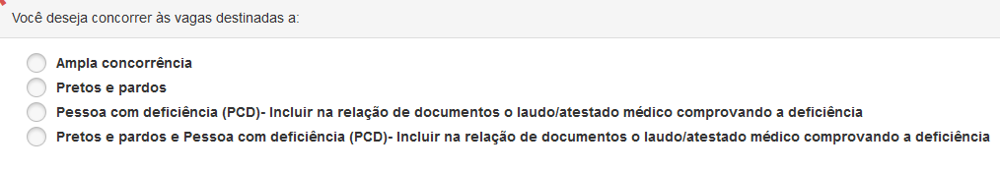 Você deseja concorrer às vagas destinadas a:
Ampla concorrência
Pretos e pardos
Pessoa com deficiência (PCD)- Incluir na relação de documentos o laudo/atestado médico comprovando a deficiência
Pretos e pardos e Pessoa com deficiência (PCD)- Incluir na relação de documentos o laudo/atestado médico comprovando a deficiência